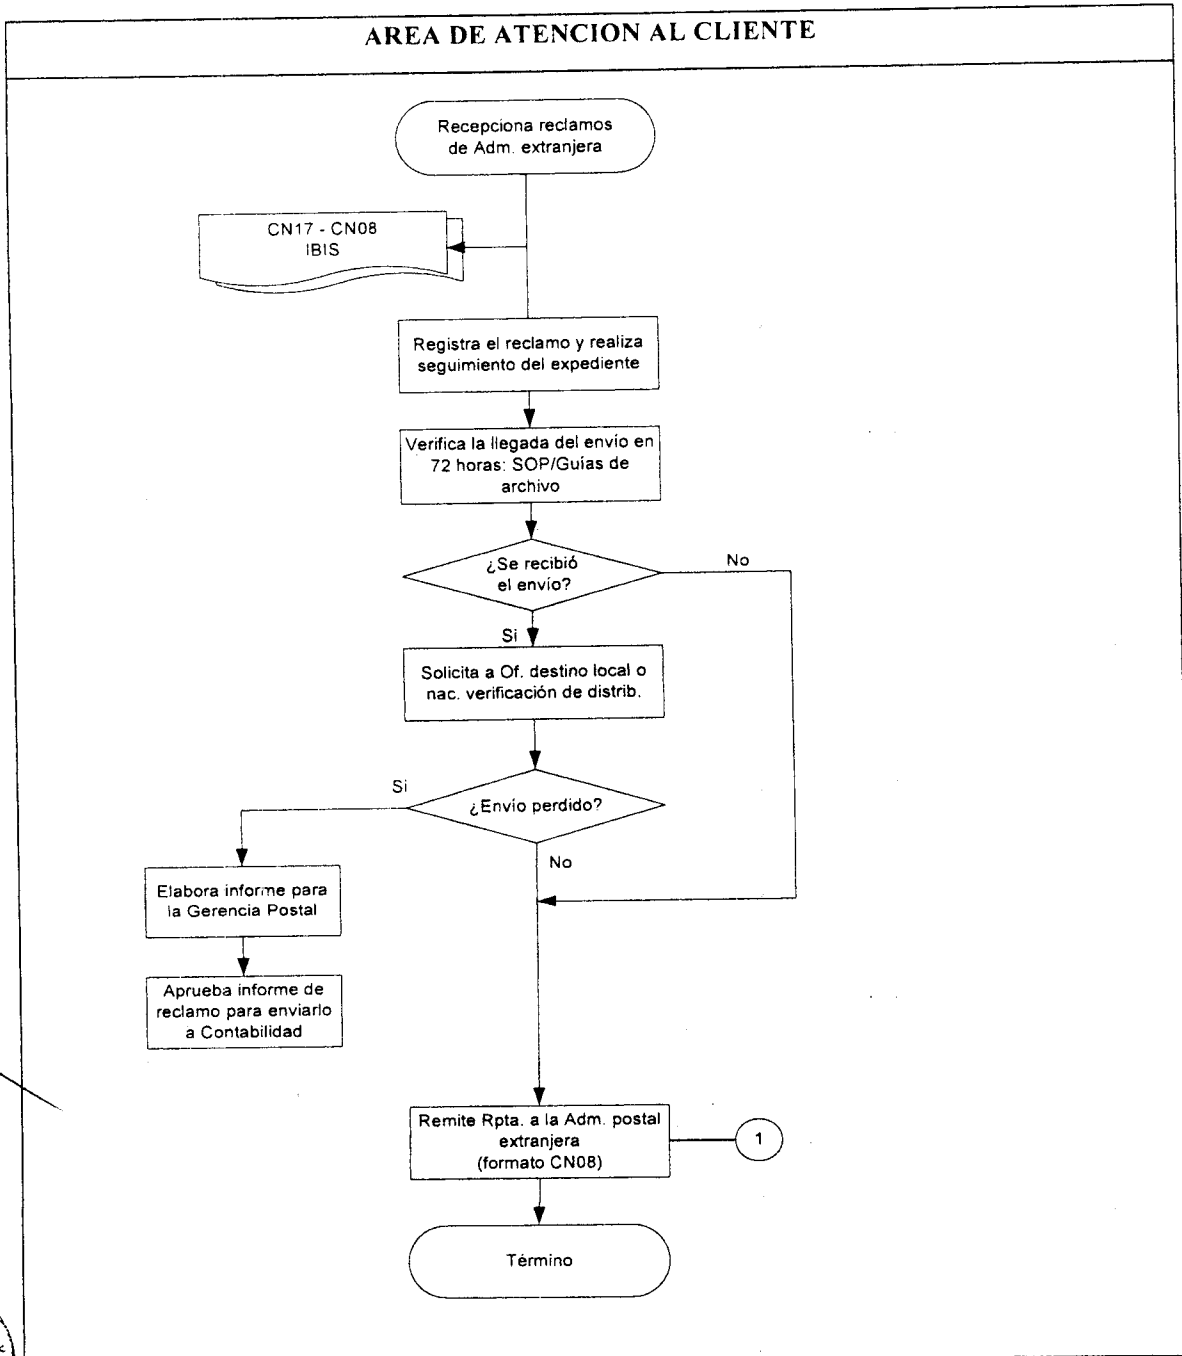 AREA DE ATENCION AL CLIENTE
Recepciona reclamos
de Adm. extranjera
CN17 - CN08
IBIS
Registra el reclamo y realiza
seguimiento del expediente
Verifica la llegada del envío en
72 horas: SOP/Guías de
archivo
¿Se recibió
el envío?
No
Si
Solicita a Of. destino local o
nac. verificación de distrib.
Si
¿Envío perdido?
No
Elabora informe para
la Gerencia Postal
Aprueba informe de
reclamo para enviarlo
a Contabilidad
Remite Rpta. a la Adm. postal
extranjera
(formato CN08)
1
Término